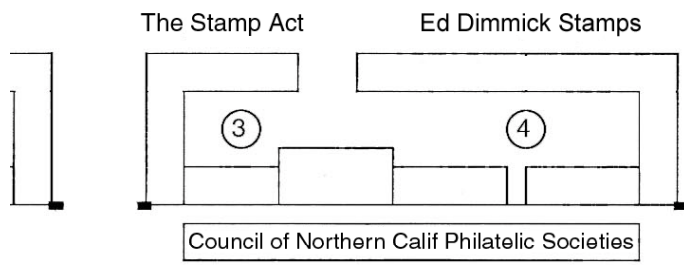 The Stamp Act
Ed Dimmick Stamps
3
4
Council of Northern Calif Philatelic Societies